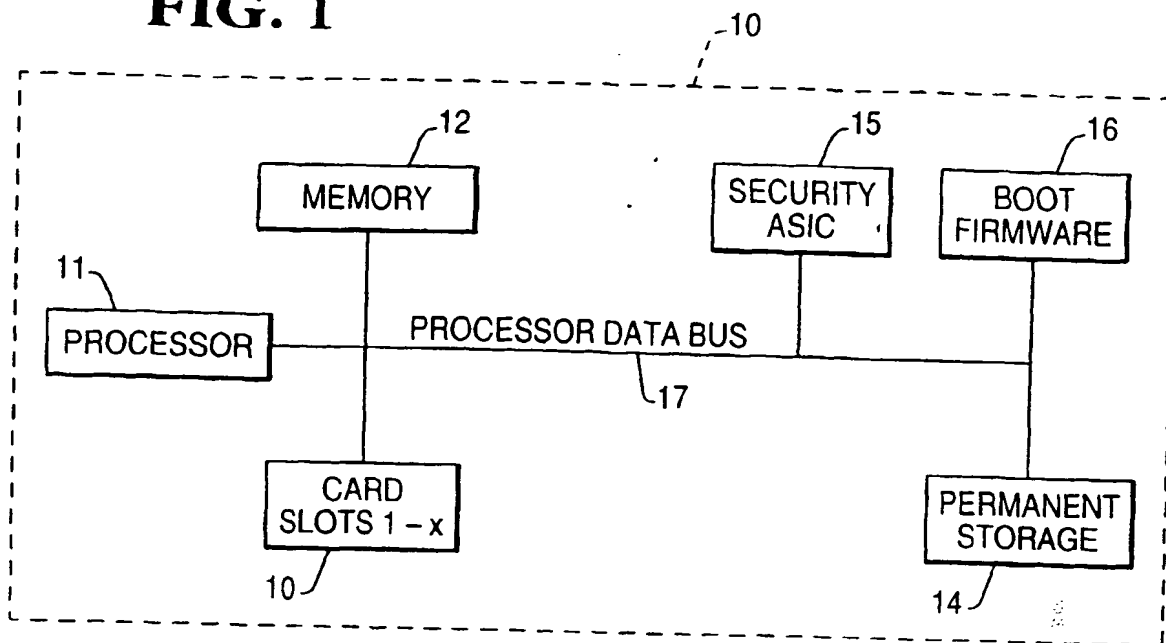 FIG. 1
10
12
MEMORY
15
SECURITY
ASIC
16
BOOT
FIRMWARE
11
PROCESSOR
PROCESSOR DATA BUS
17
CARD
SLOTS 1 – x
10
PERMANENT
STORAGE
14